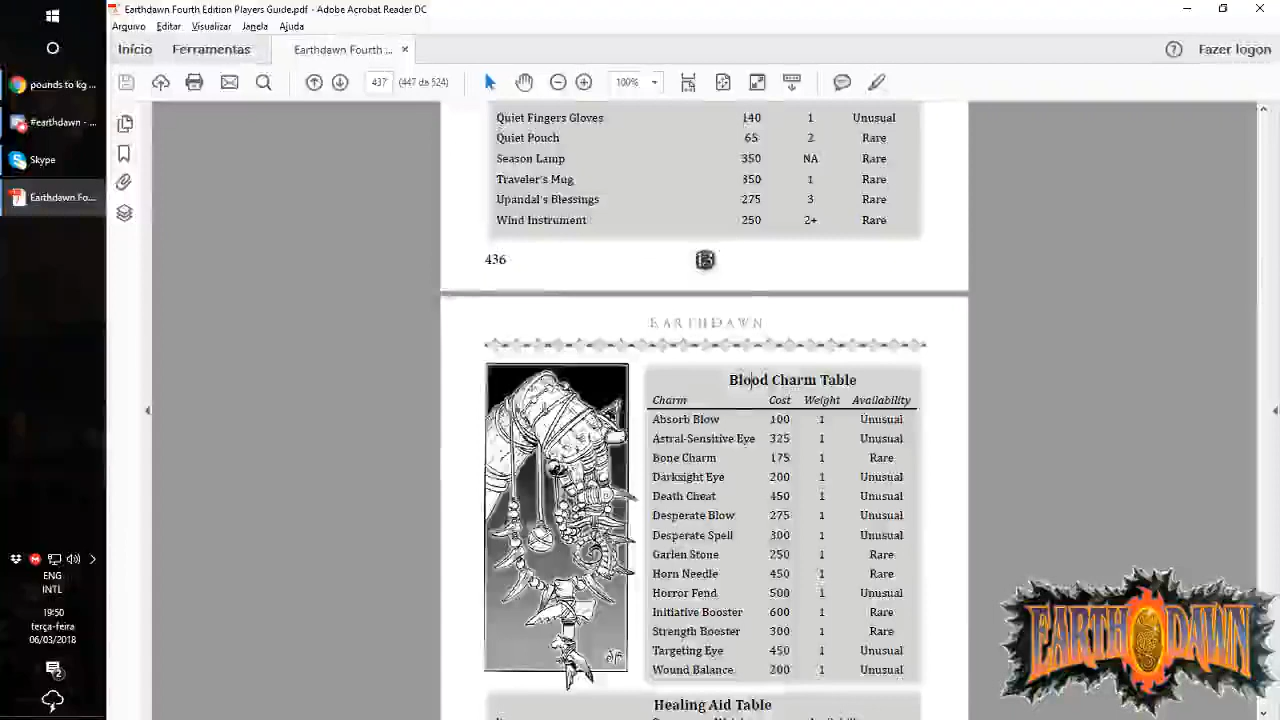 Earthdawn Fourth Edition Players Guide.pdf - Adobe Acrobat Reader DC
Arquivo Editar Visualizar Janela Ajuda
Início Ferramentas Earthdawn Fourth ... × Fazer logon
437 (447 de 524) 100%
pounds to kg ...
#earthdawn - ...
Skype
Earthdawn Fo...
Quiet Fingers Gloves 140 1 Unusual
Quiet Pouch 65 2 Rare
Season Lamp 350 NA Rare
Traveler's Mug 350 1 Rare
Upandal's Blessings 275 3 Rare
Wind Instrument 250 2+ Rare
436
EARTHDAWN
Blood Charm Table
Charm Cost Weight Availability
Absorb Blow 100 1 Unusual
Astral-Sensitive Eye 325 1 Unusual
Bone Charm 175 1 Rare
Darksight Eye 200 1 Unusual
Death Cheat 450 1 Unusual
Desperate Blow 275 1 Unusual
Desperate Spell 300 1 Unusual
Garlen Stone 250 1 Rare
Horn Needle 450 1 Rare
Horror Fend 500 1 Unusual
Initiative Booster 600 1 Rare
Strength Booster 300 1 Rare
Targeting Eye 450 1 Unusual
Wound Balance 200 1 Unusual
Healing Aid Table
ENG
INTL
19:50
terça-feira
06/03/2018
2
EARTHDAWN